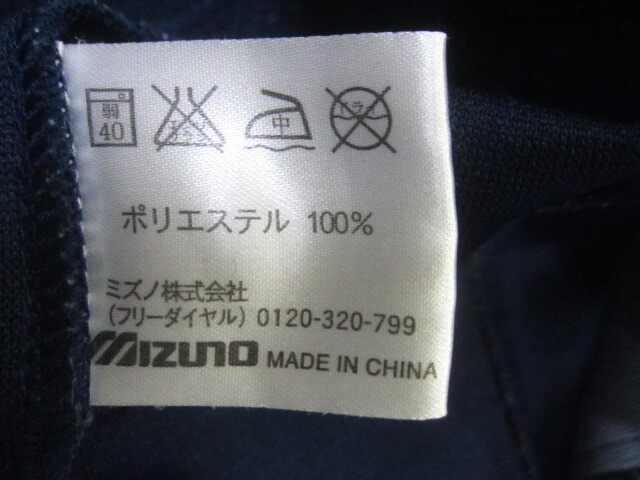 弱 40 中 ドライ
ポリエステル 100%
ミズノ株式会社
(フリーダイヤル) 0120-320-799
MIZUNO MADE IN CHINA